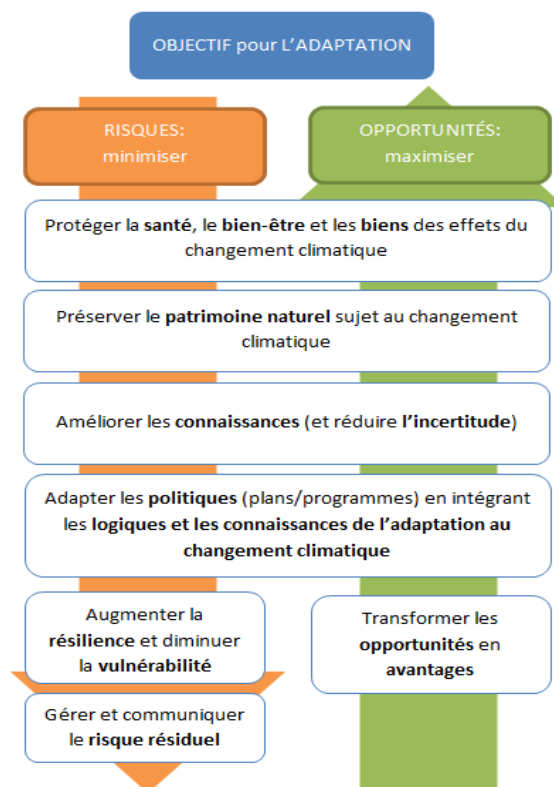 OBJECTIF pour L'ADAPTATION
RISQUES:
minimiser
OPPORTUNITÉS:
maximiser
Protéger la santé, le bien-être et les biens des effets du
changement climatique
Préserver le patrimoine naturel sujet au changement
climatique
Améliorer les connaissances (et réduire l'incertitude)
Adapter les politiques (plans/programmes) en intégrant
les logiques et les connaissances de l'adaptation au
changement climatique
Augmenter la
résilience et diminuer
la vulnérabilité
Transformer les
opportunités en
avantages
Gérer et communiquer
le risque résiduel